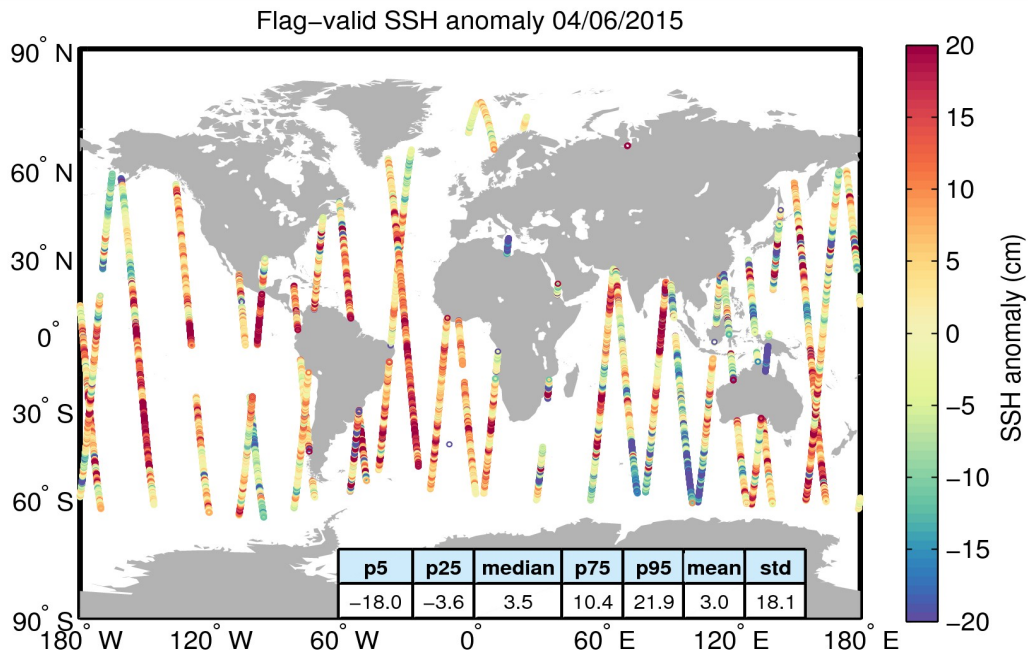 Flag−valid SSH anomaly 04/06/2015
90° N
60° N
30° N
0°
30° S
60° S
90° S
180° W
120° W
60° W
0°
60° E
120° E
180° E
p5 p25 median p75 p95 mean std
−18.0 −3.6 3.5 10.4 21.9 3.0 18.1
20
15
10
5
0
−5
−10
−15
−20
SSH anomaly (cm)